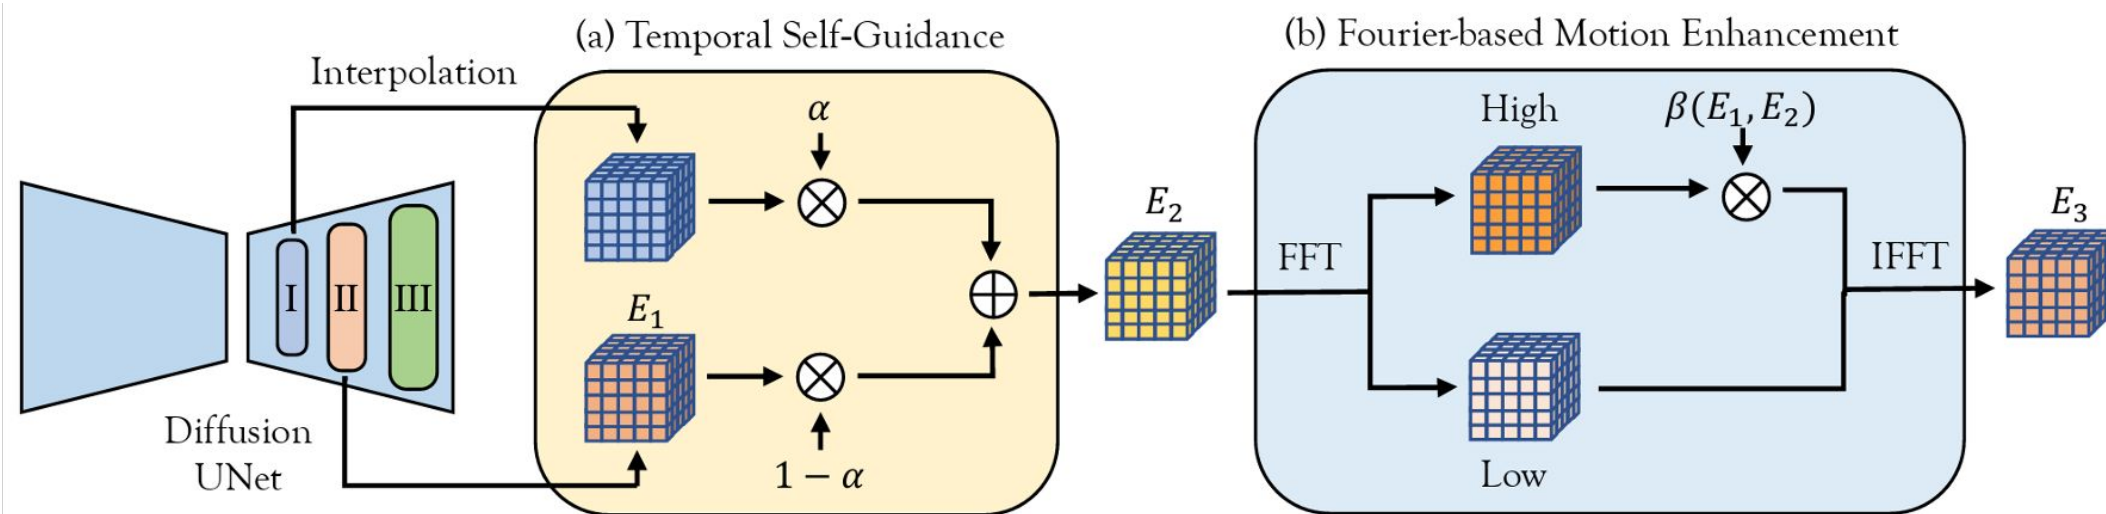 (a) Temporal Self-Guidance
(b) Fourier-based Motion Enhancement
Interpolation
α
High
β(E₁, E₂)
E₂
E₃
I
II
III
E₁
FFT
IFFT
Diffusion
UNet
1 − α
Low